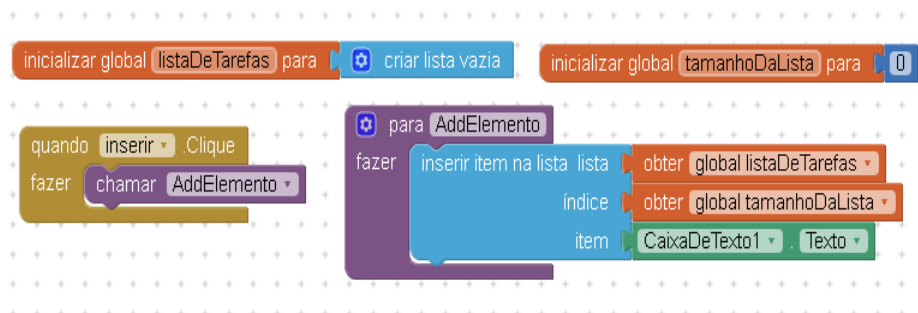 inicializar global listaDeTarefas para criar lista vazia
inicializar global tamanhoDaLista para 0
quando inserir .Clique
fazer chamar AddElemento
para AddElemento
fazer inserir item na lista lista obter global listaDeTarefas
índice obter global tamanhoDaLista
item CaixaDeTexto1 . Texto